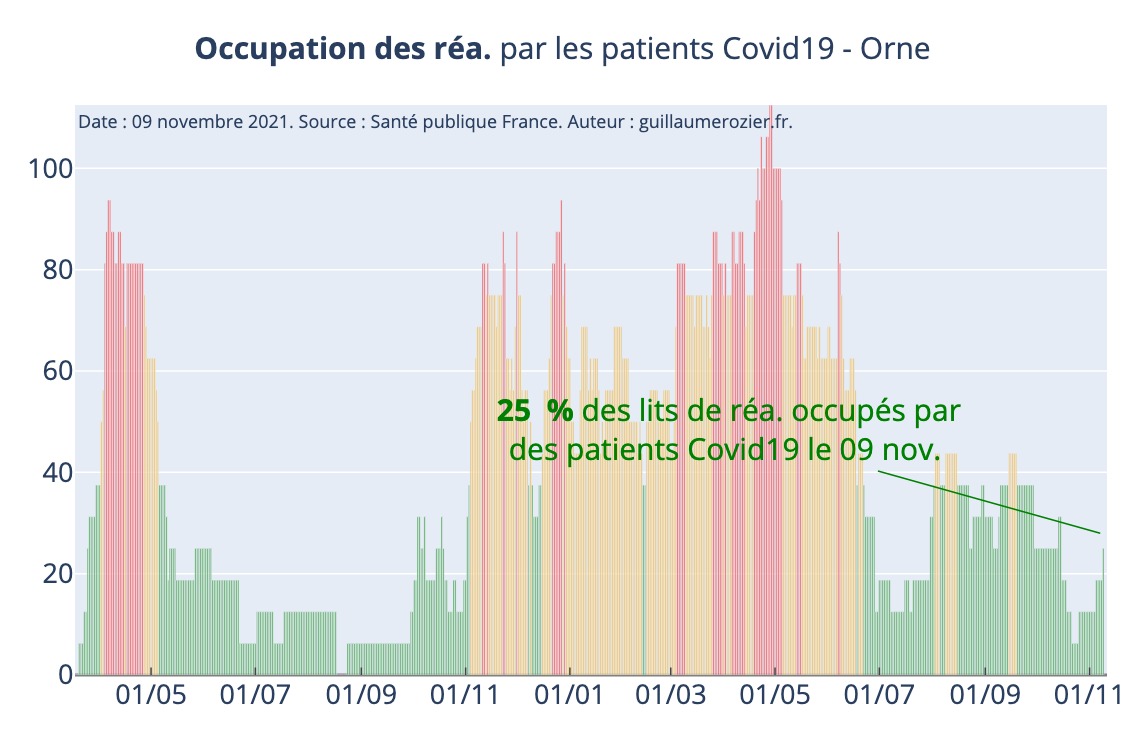 Occupation des réa. par les patients Covid19 - Orne
Date : 09 novembre 2021. Source : Santé publique France. Auteur : guillaumerozier.fr.
100
80
60
25 % des lits de réa. occupés par
des patients Covid19 le 09 nov.
40
20
0
01/05 01/07 01/09 01/11 01/01 01/03 01/05 01/07 01/09 01/11